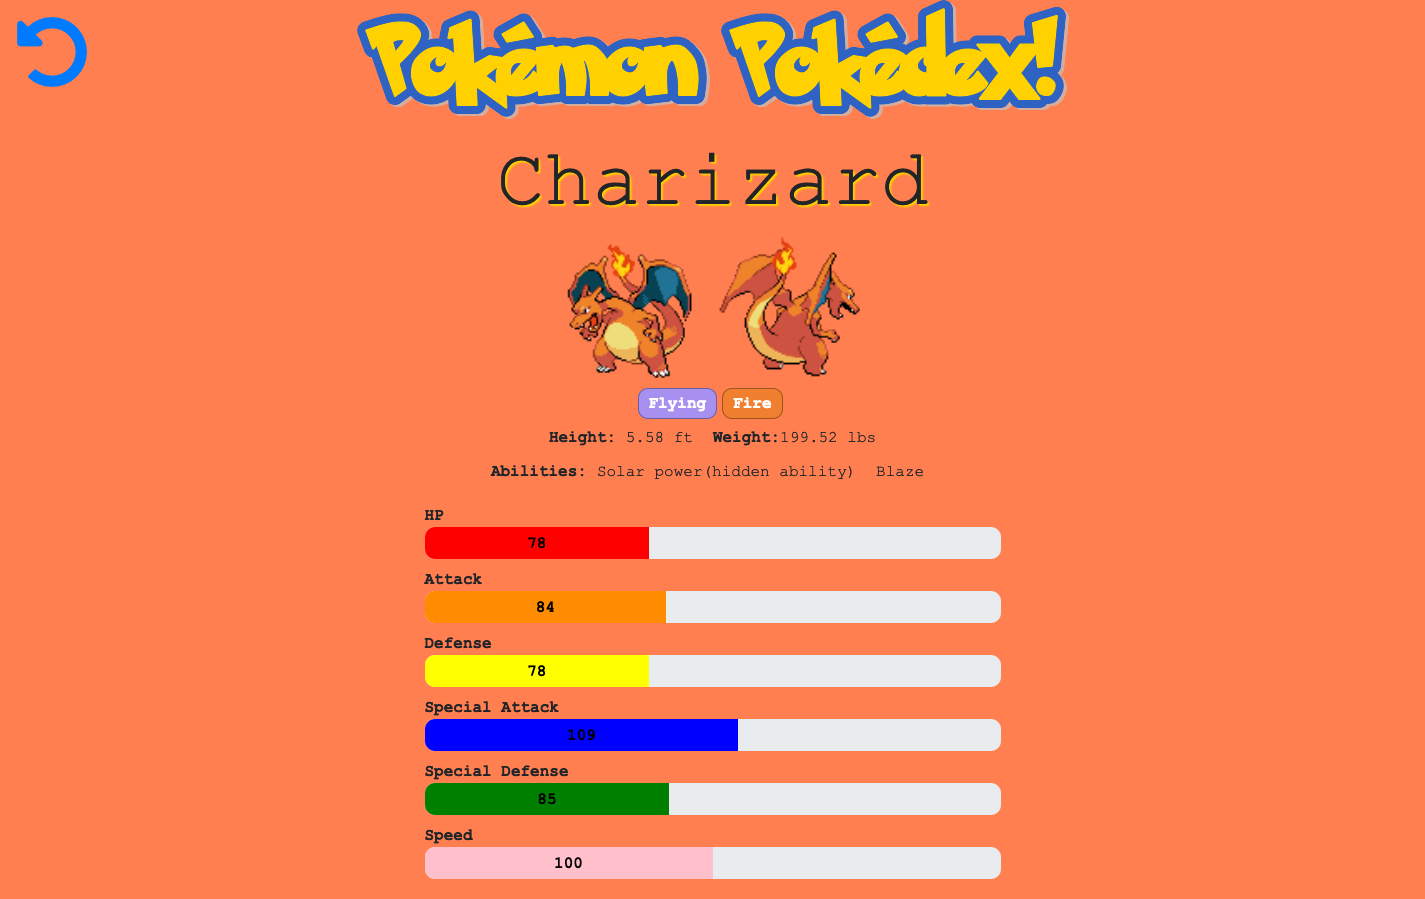 Pokémon Pokédex!
Charizard
Flying Fire
Height: 5.58 ft Weight:199.52 lbs
Abilities: Solar power(hidden ability) Blaze
HP
78
Attack
84
Defense
78
Special Attack
109
Special Defense
85
Speed
100